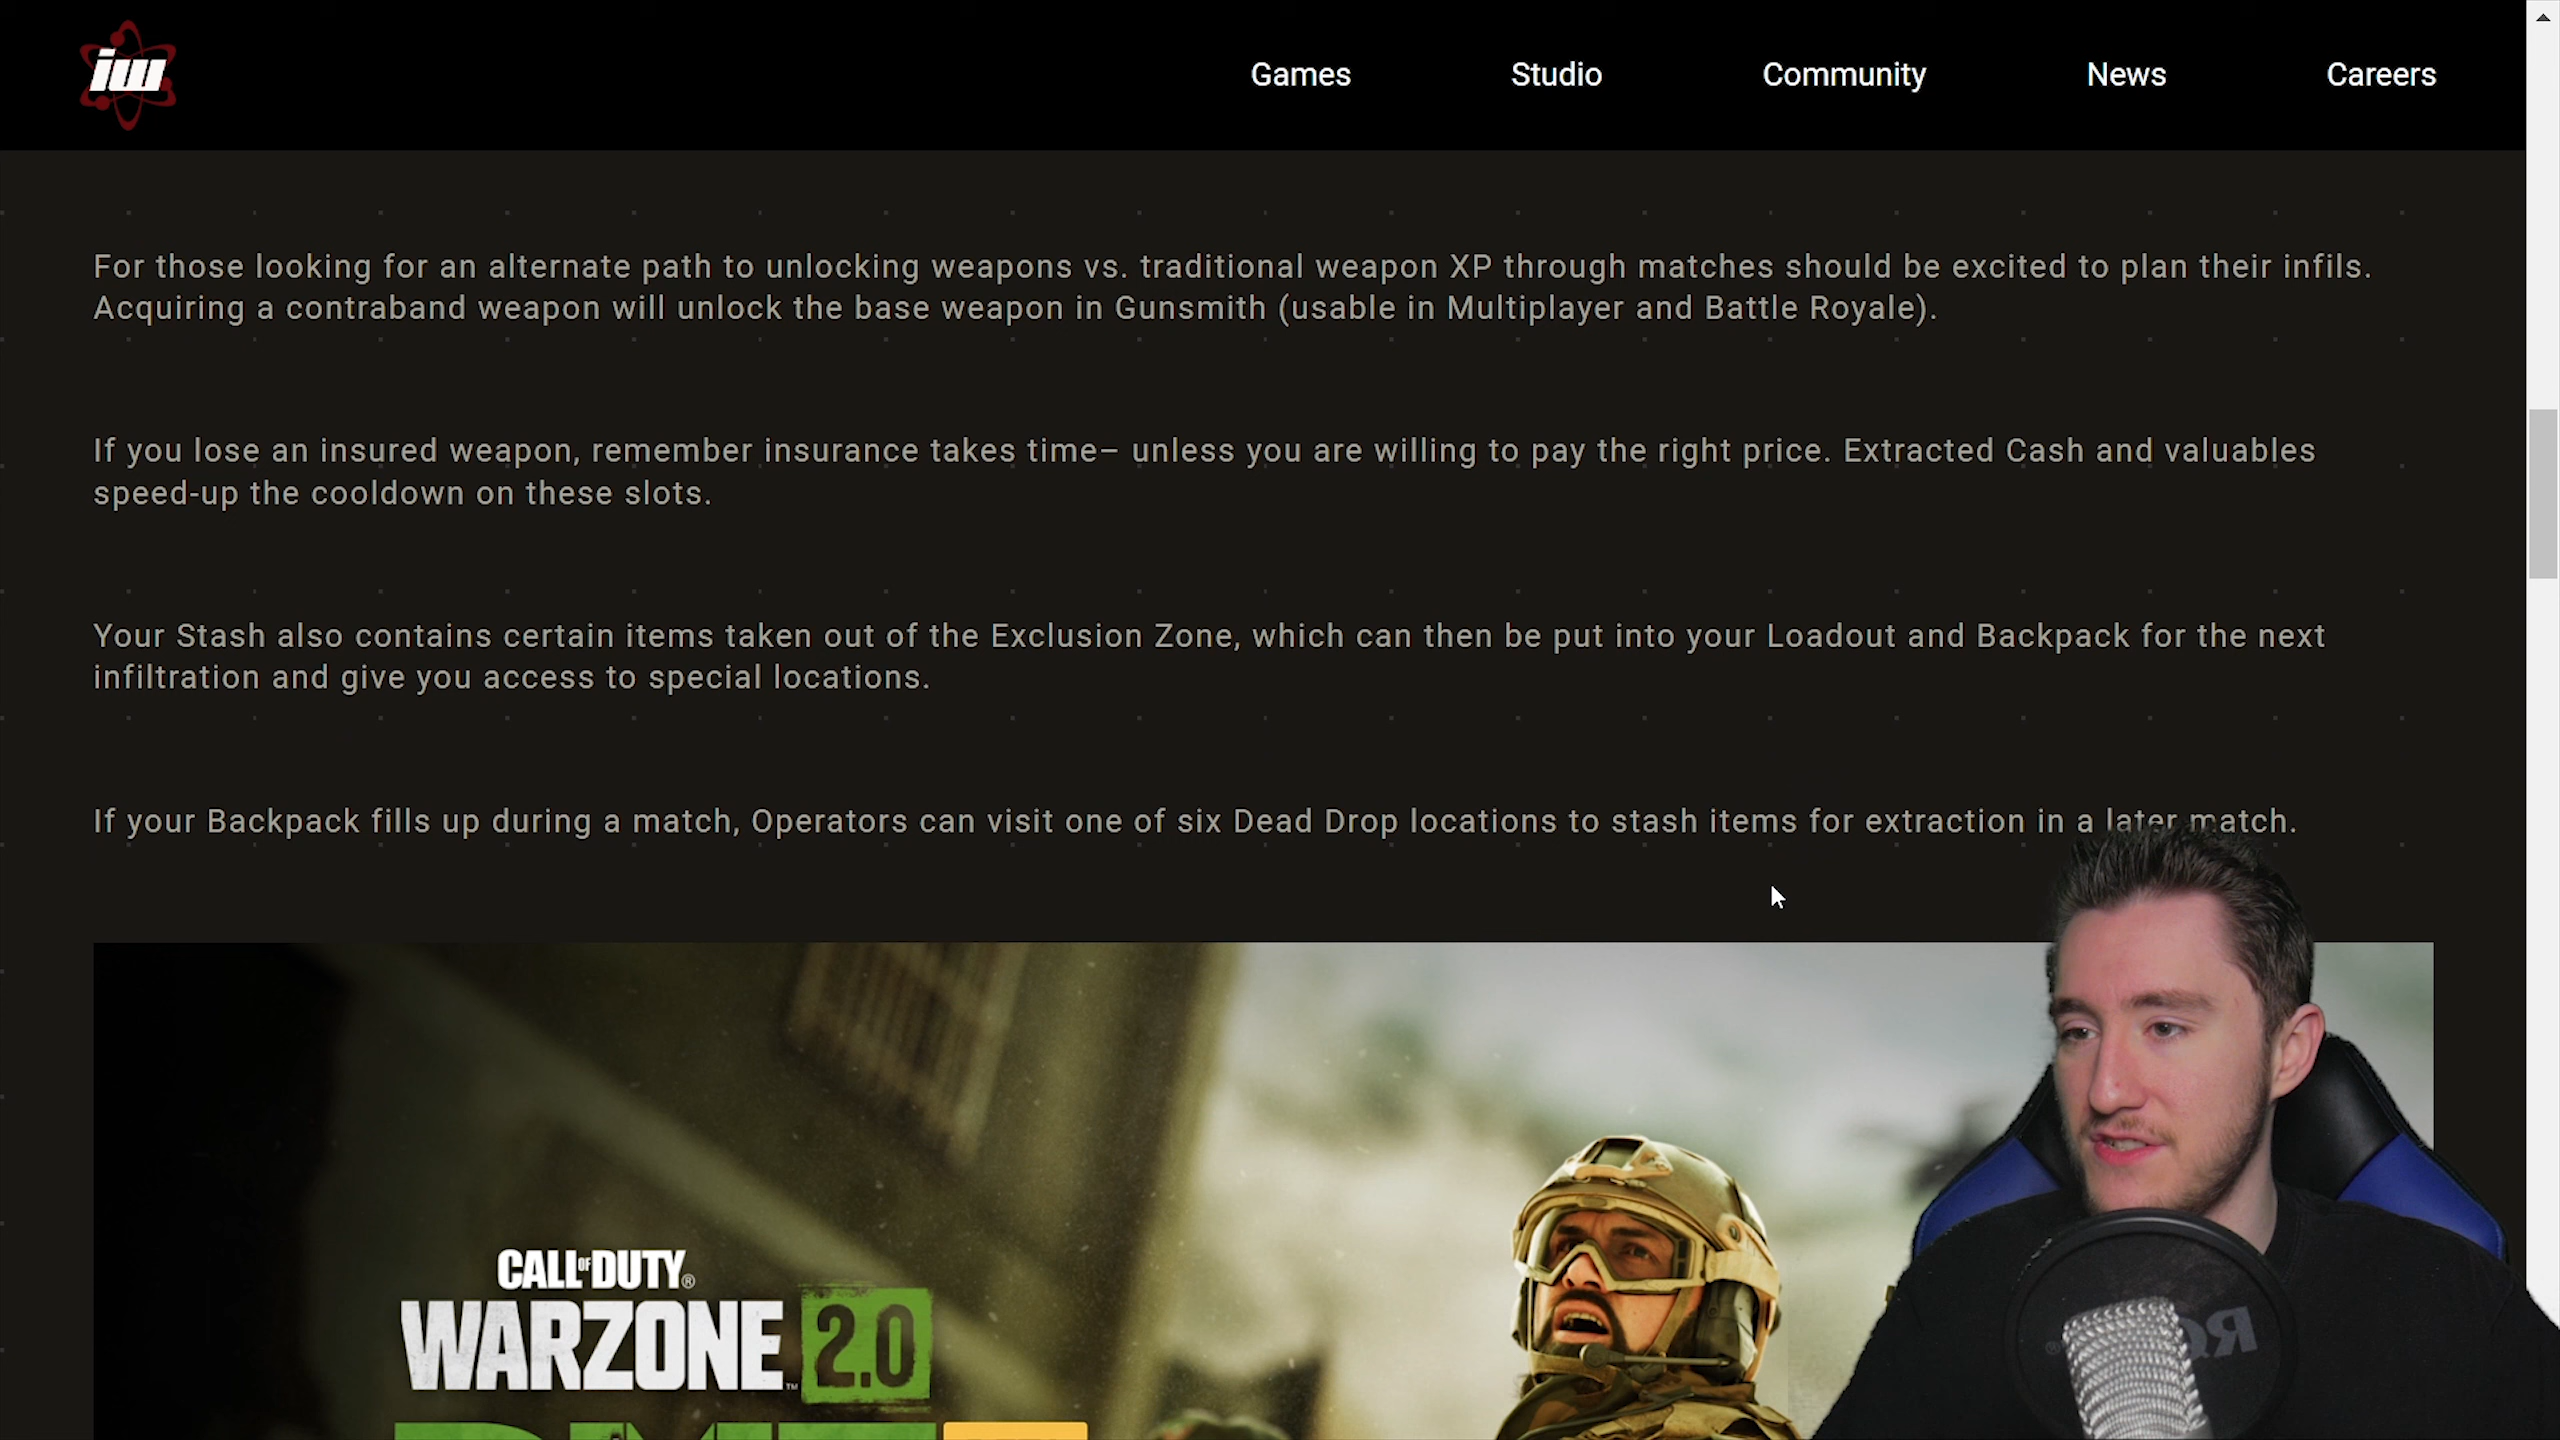 iw
Games Studio Community News Careers
For those looking for an alternate path to unlocking weapons vs. traditional weapon XP through matches should be excited to plan their infils.
Acquiring a contraband weapon will unlock the base weapon in Gunsmith (usable in Multiplayer and Battle Royale).
If you lose an insured weapon, remember insurance takes time– unless you are willing to pay the right price. Extracted Cash and valuables
speed-up the cooldown on these slots.
Your Stash also contains certain items taken out of the Exclusion Zone, which can then be put into your Loadout and Backpack for the next
infiltration and give you access to special locations.
If your Backpack fills up during a match, Operators can visit one of six Dead Drop locations to stash items for extraction in a later match.
CALL OF DUTY®
WARZONE™ 2.0